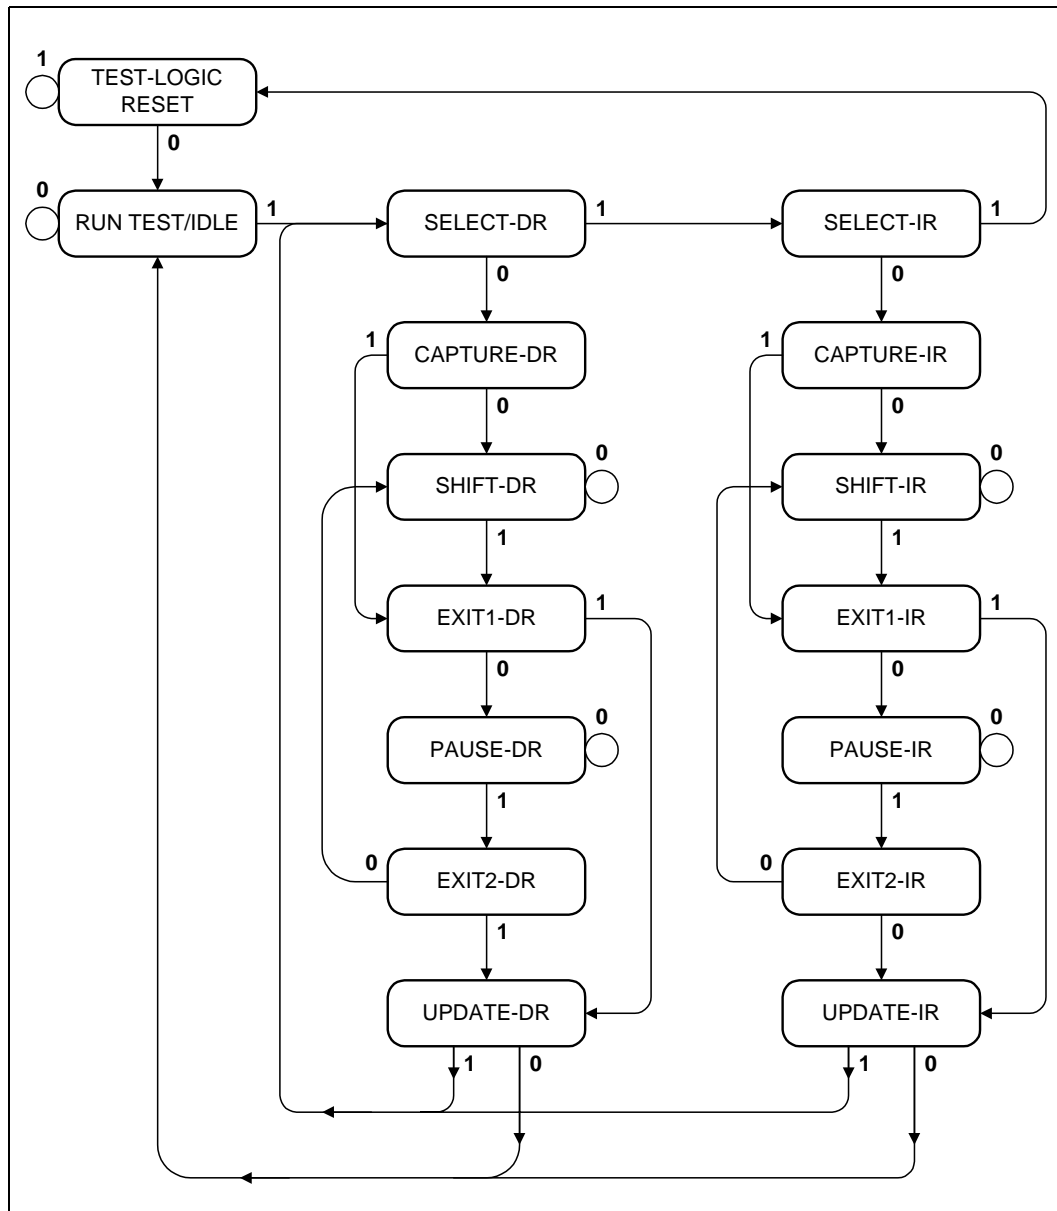 1
TEST-LOGIC
RESET
0
0
RUN TEST/IDLE
1
SELECT-DR
1
SELECT-IR
1
0
0
1
CAPTURE-DR
1
CAPTURE-IR
0
0
SHIFT-DR
0
SHIFT-IR
0
1
1
EXIT1-DR
1
EXIT1-IR
1
0
0
PAUSE-DR
0
PAUSE-IR
0
1
1
0
EXIT2-DR
0
EXIT2-IR
1
0
UPDATE-DR
UPDATE-IR
1
0
1
0